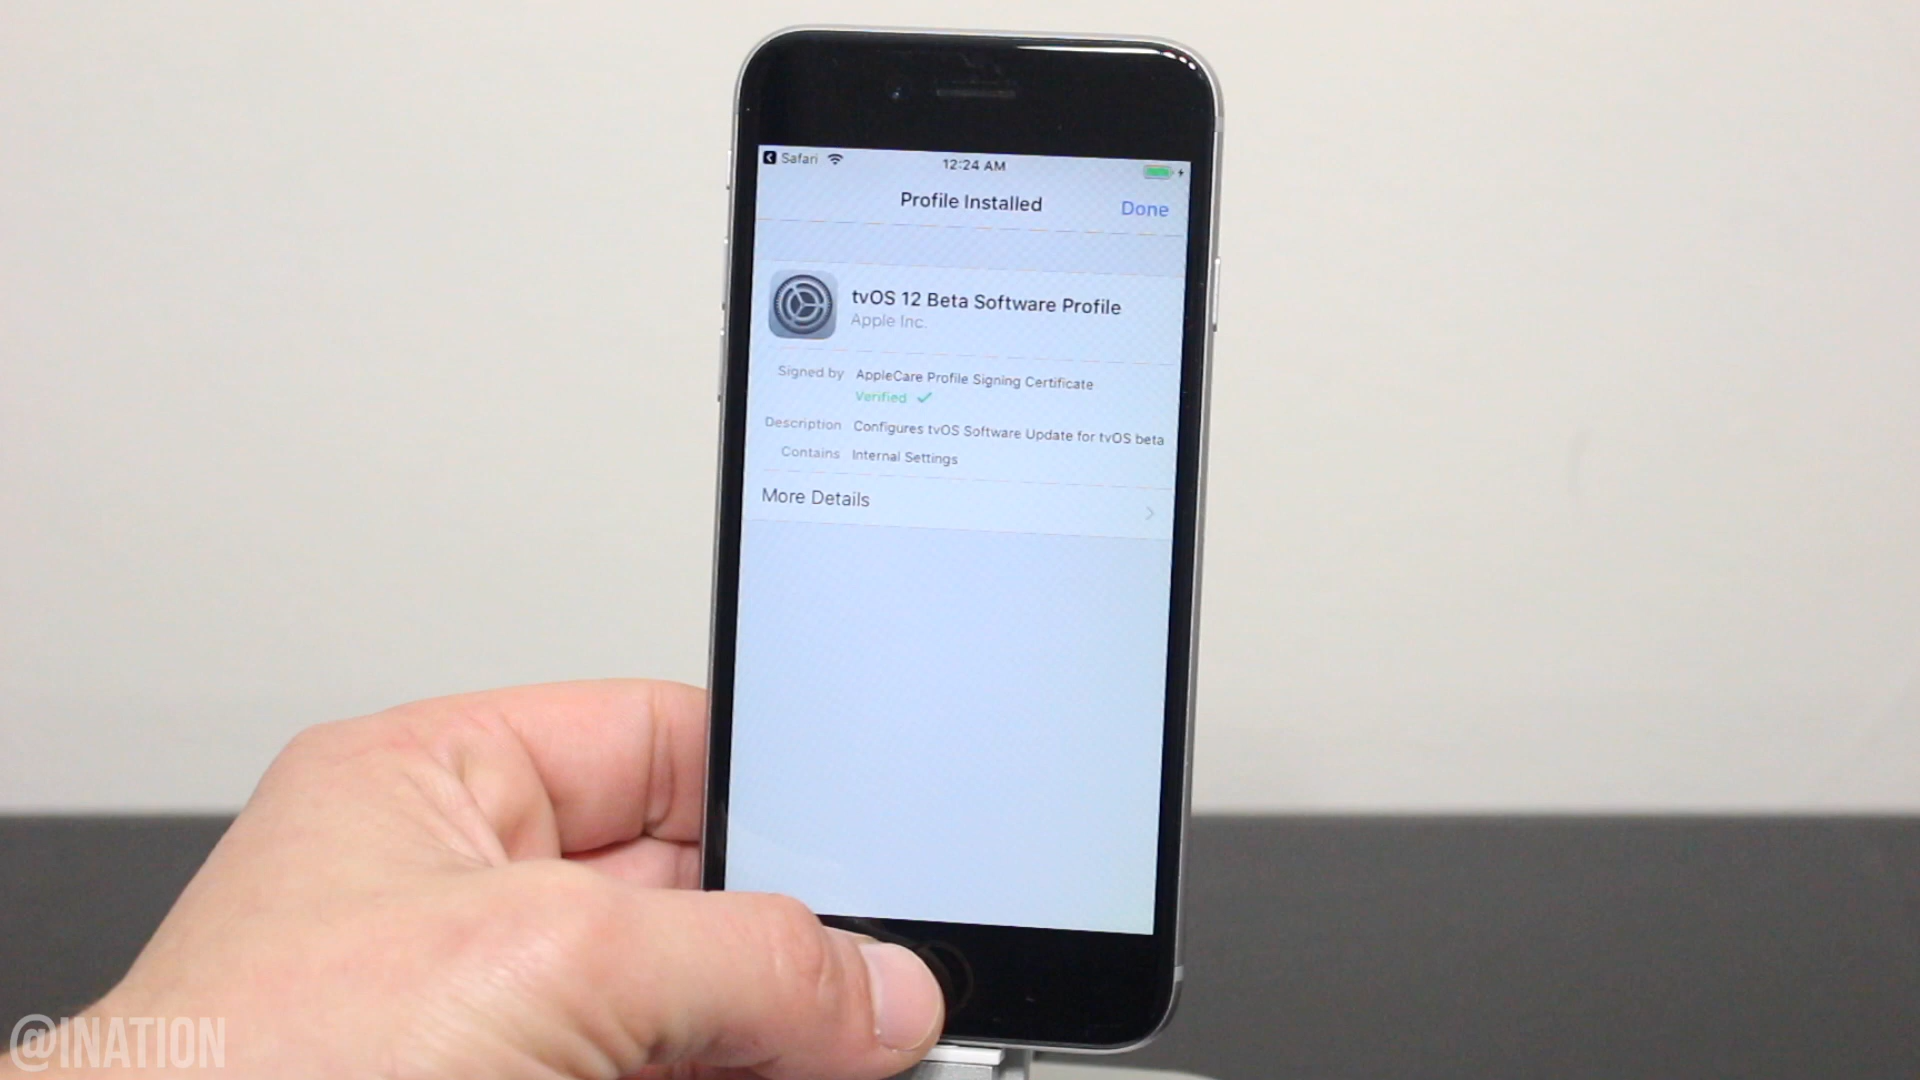 Safari
12:24 AM
Profile Installed
Done
tvOS 12 Beta Software Profile
Apple Inc.
Signed by AppleCare Profile Signing Certificate
Verified ✓
Description Configures tvOS Software Update for tvOS beta
Contains Internal Settings
More Details
@INATION